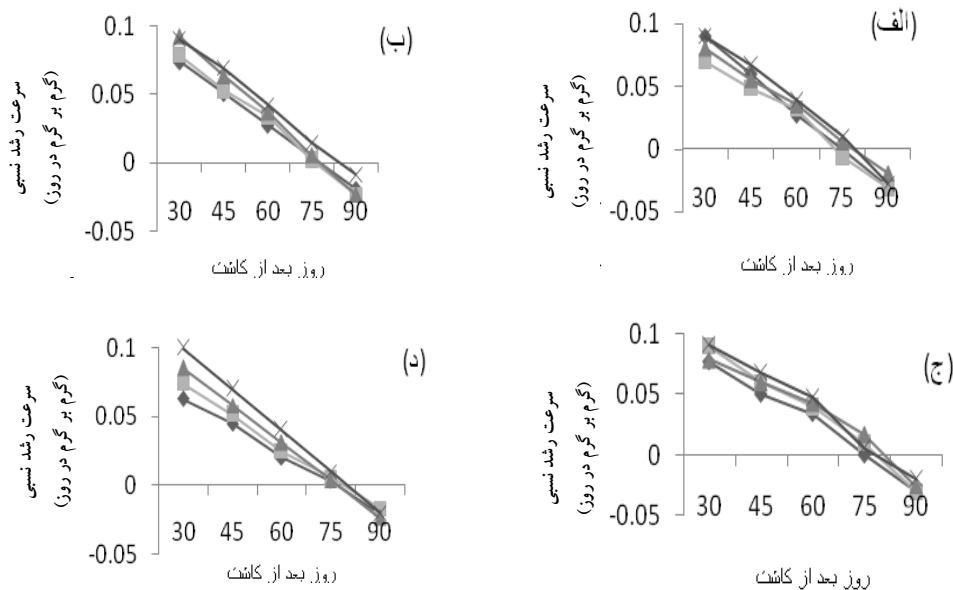 (الف)
0.1
0.05
0
-0.05
30 45 60 75 90
سرعت رشد نسبی
(گرم بر گرم در روز)
روز بعد از کاشت
(ب)
0.1
0.05
0
-0.05
30 45 60 75 90
سرعت رشد نسبی
(گرم بر گرم در روز)
روز بعد از کاشت
(ج)
0.1
0.05
0
-0.05
30 45 60 75 90
سرعت رشد نسبی
(گرم بر گرم در روز)
روز بعد از کاشت
(د)
0.1
0.05
0
-0.05
30 45 60 75 90
سرعت رشد نسبی
(گرم بر گرم در روز)
روز بعد از کاشت